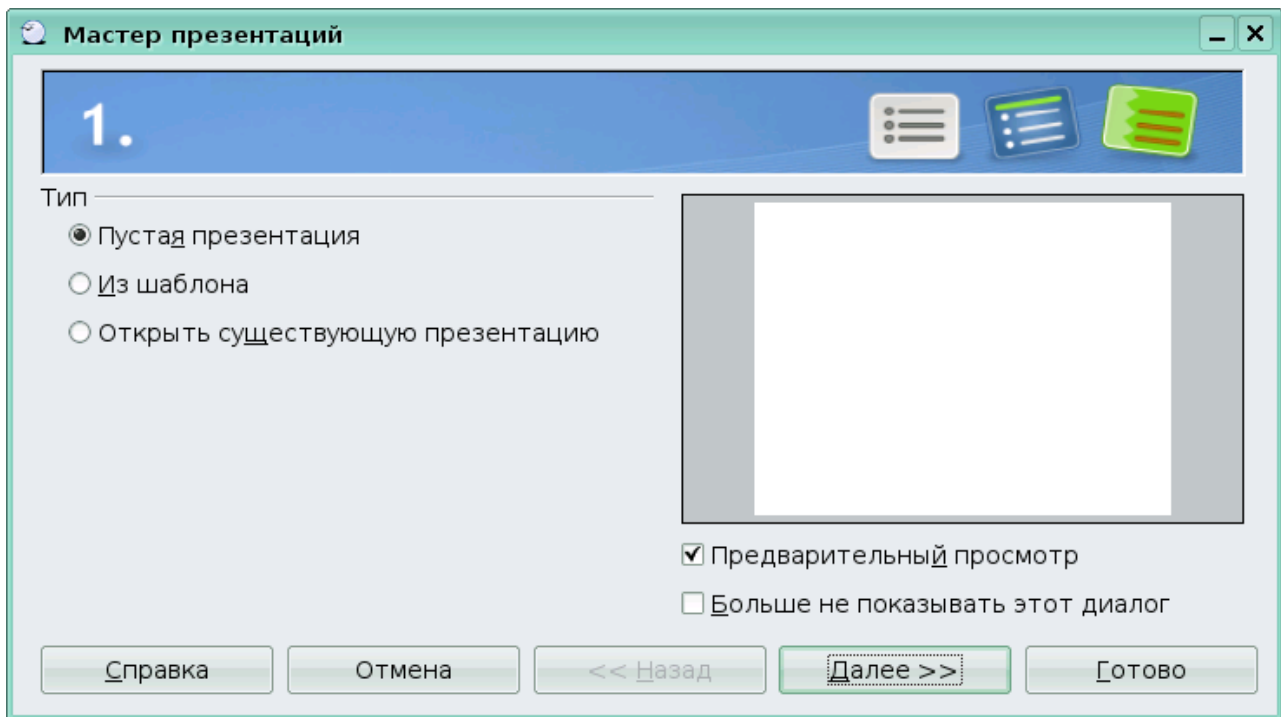 Мастер презентаций
1.
Тип
Пустая презентация
Из шаблона
Открыть существующую презентацию
Предварительный просмотр
Больше не показывать этот диалог
Справка Отмена << Назад Далее >> Готово